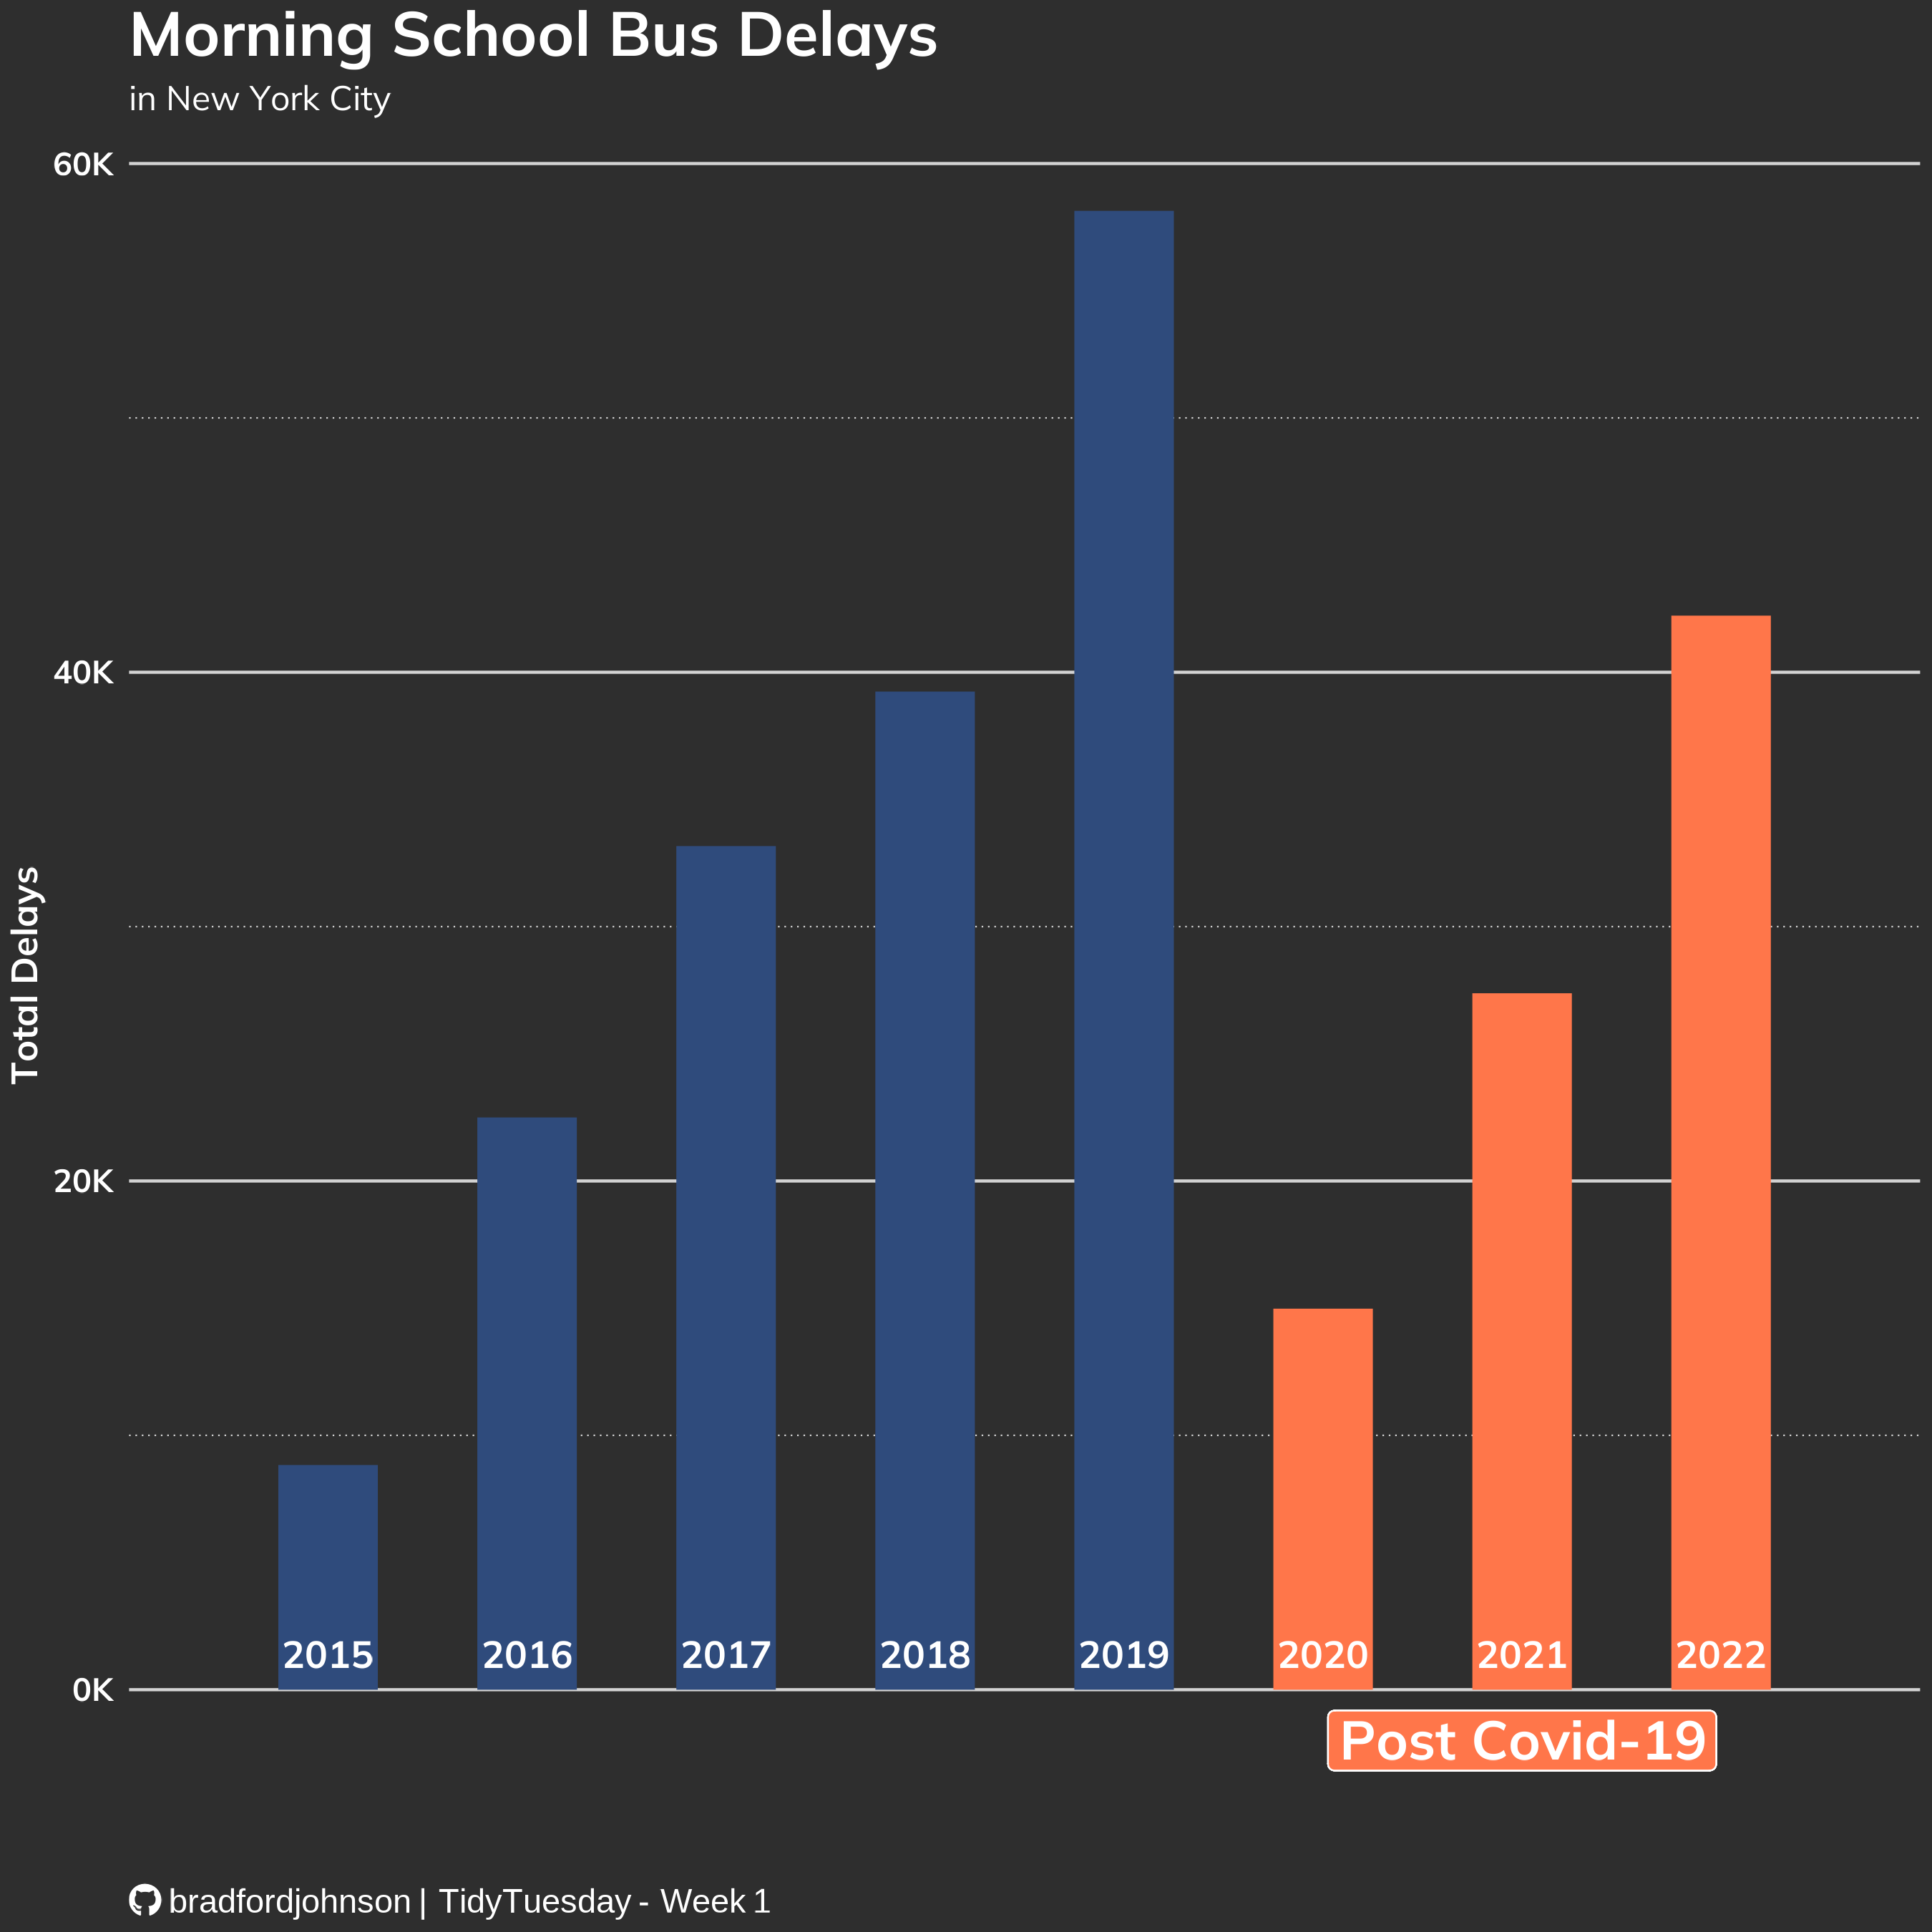 Morning School Bus Delays
in New York City
60K
40K
Total Delays
20K
0K
2015 2016 2017 2018 2019 2020 2021 2022
Post Covid-19
bradfordjohnson | TidyTuesday - Week 1